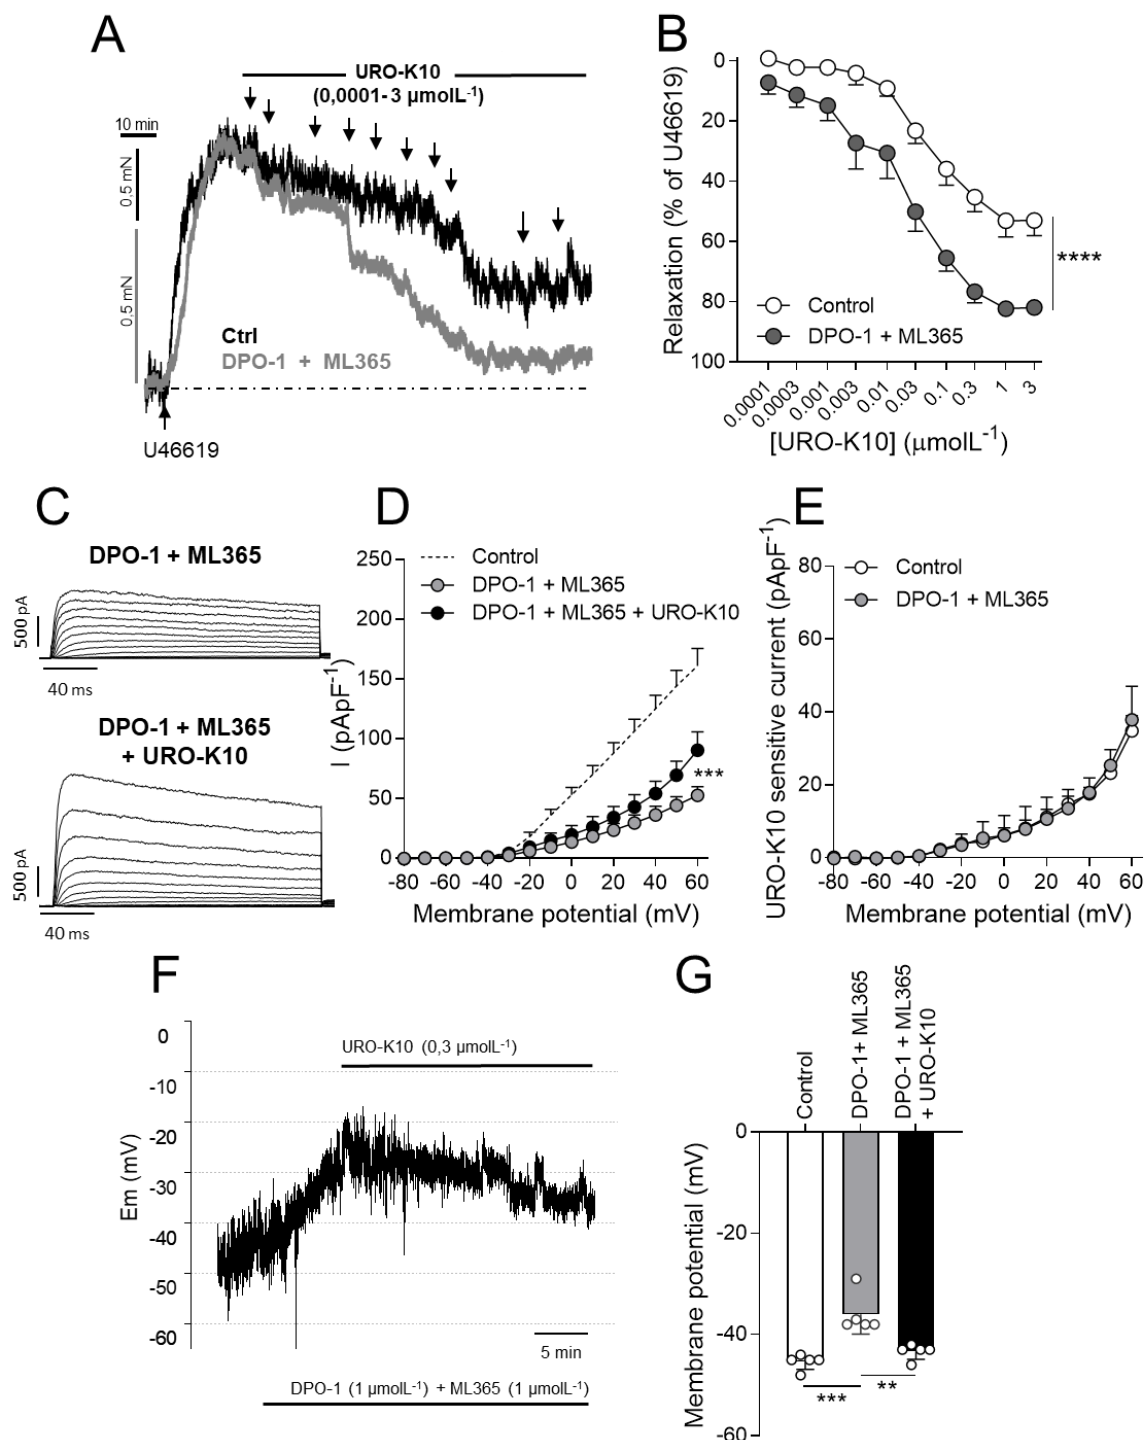 A
URO-K10
(0,0001-3 µmolL-1)
10 min
0,5 mN
0,5 mN
Ctrl
DPO-1 + ML365
U46619
B
Relaxation (% of U46619)
0
20
40
60
80
100
Control
DPO-1 + ML365
****
0.0001
0.0003
0.001
0.003
0.01
0.03
0.1
0.3
1
3
[URO-K10] (µmolL-1)
C
DPO-1 + ML365
500 pA
40 ms
DPO-1 + ML365
+ URO-K10
500 pA
40 ms
D
I (pApF-1)
250
200
150
100
50
0
Control
DPO-1 + ML365
DPO-1 + ML365 + URO-K10
***
-80 -60 -40 -20 0 20 40 60
Membrane potential (mV)
E
URO-K10 sensitive current (pApF-1)
80
60
40
20
0
Control
DPO-1 + ML365
-80 -60 -40 -20 0 20 40 60
Membrane potential (mV)
F
Em (mV)
0
-10
-20
-30
-40
-50
-60
URO-K10 (0,3 µmolL-1)
5 min
DPO-1 (1 µmolL-1) + ML365 (1 µmolL-1)
G
Control
DPO-1+ ML365
DPO-1 + ML365
+ URO-K10
Membrane potential (mV)
0
-20
-40
-60
***
**